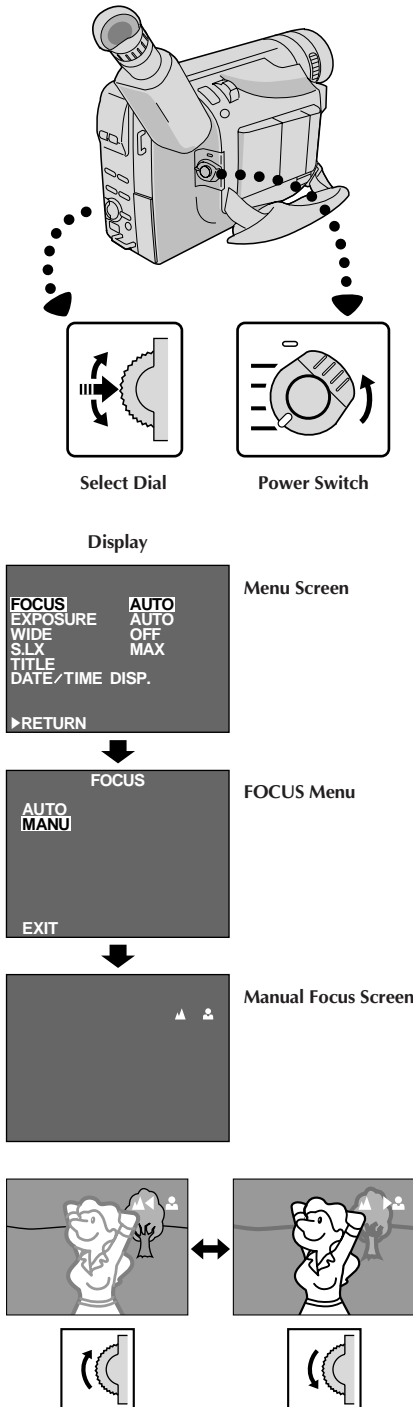 Select Dial Power Switch
Display
Menu Screen
FOCUS AUTO
EXPOSURE AUTO
WIDE OFF
S.LX MAX
TITLE
DATE/TIME DISP.
▶RETURN
FOCUS Menu
FOCUS
AUTO
MANU
EXIT
Manual Focus Screen